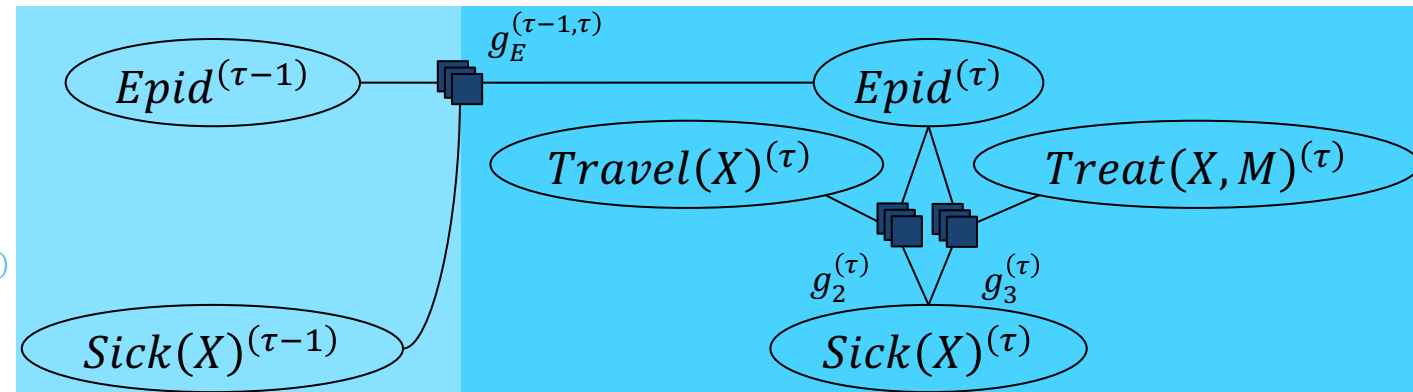 g_E^{(τ−1,τ)}
Epid^{(τ−1)}
Epid^{(τ)}
Travel(X)^{(τ)}
Treat(X, M)^{(τ)}
)
g_2^{(τ)}
g_3^{(τ)}
Sick(X)^{(τ−1)}
Sick(X)^{(τ)}